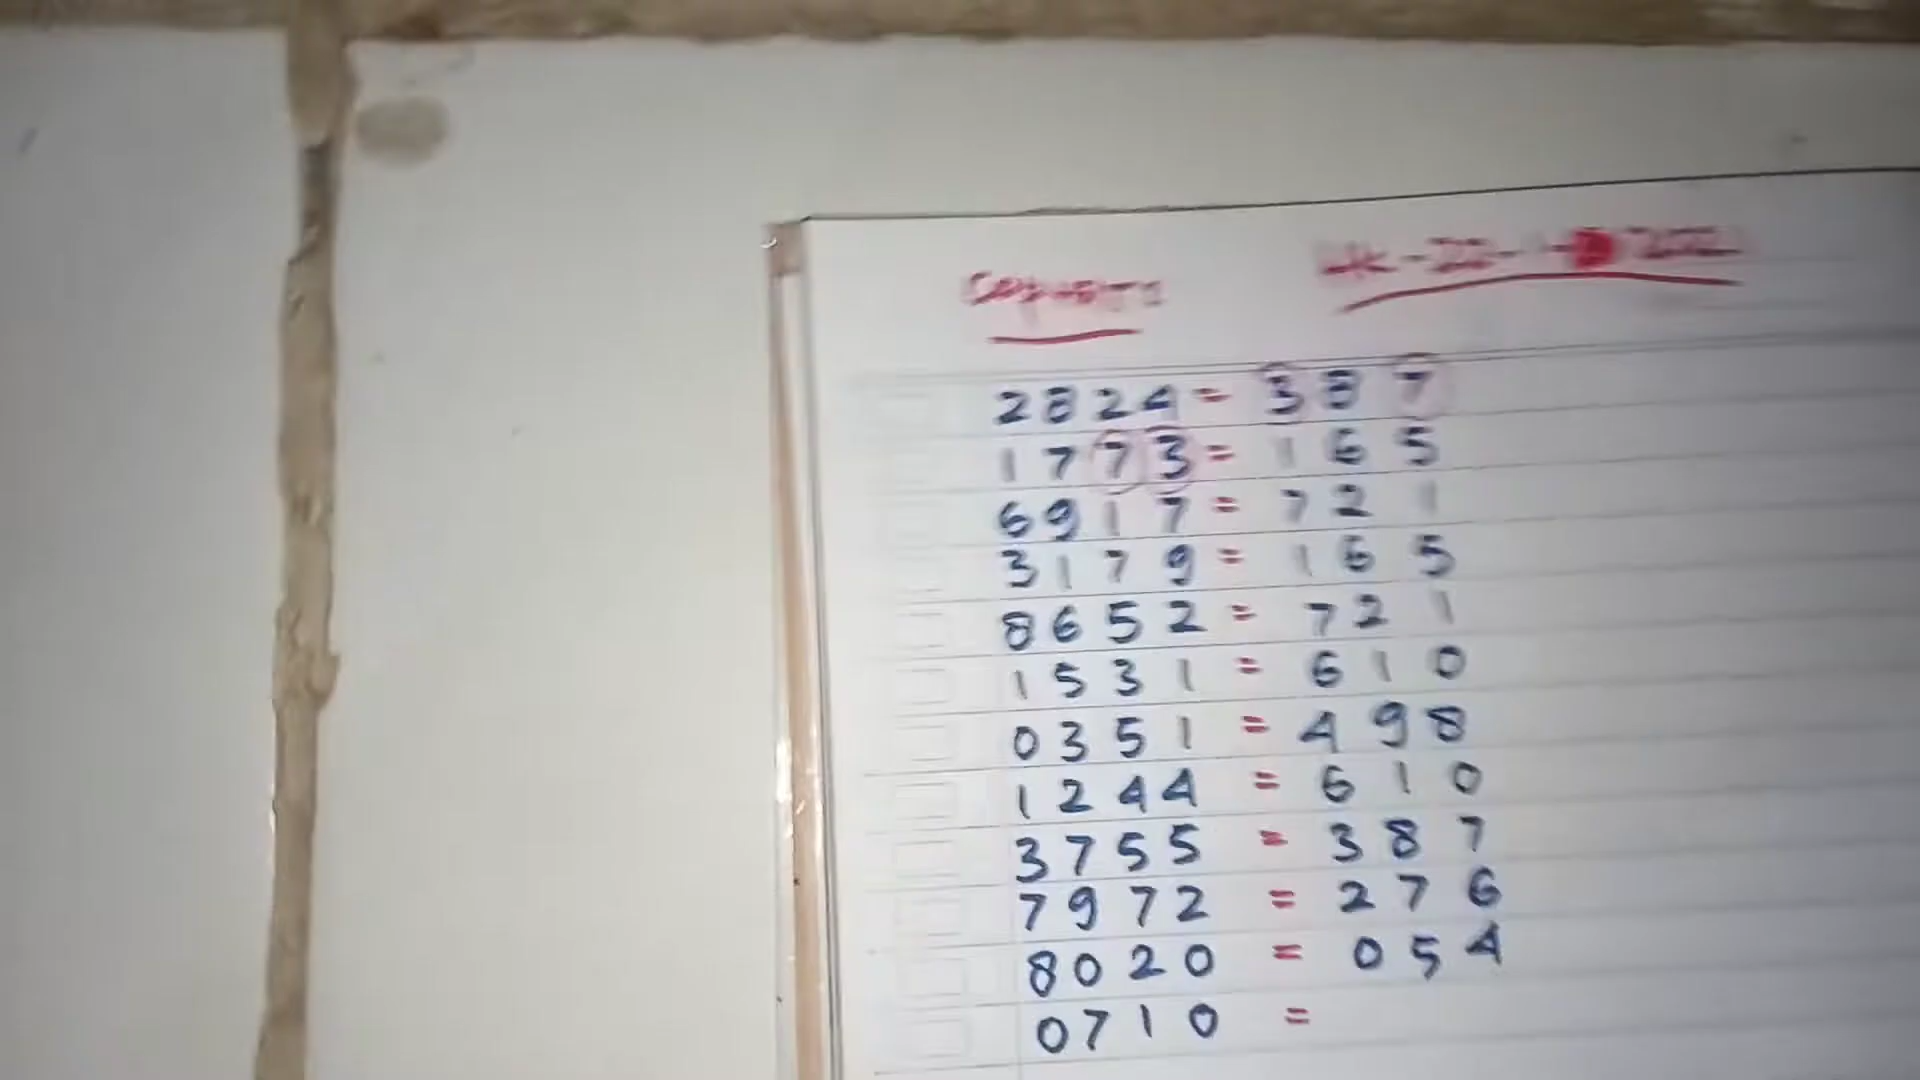 2824 = 387
1773 = 165
6917 = 721
3179 = 165
8652 = 721
1531 = 610
0351 = 498
1244 = 610
3755 = 387
7972 = 276
8020 = 054
0710 =